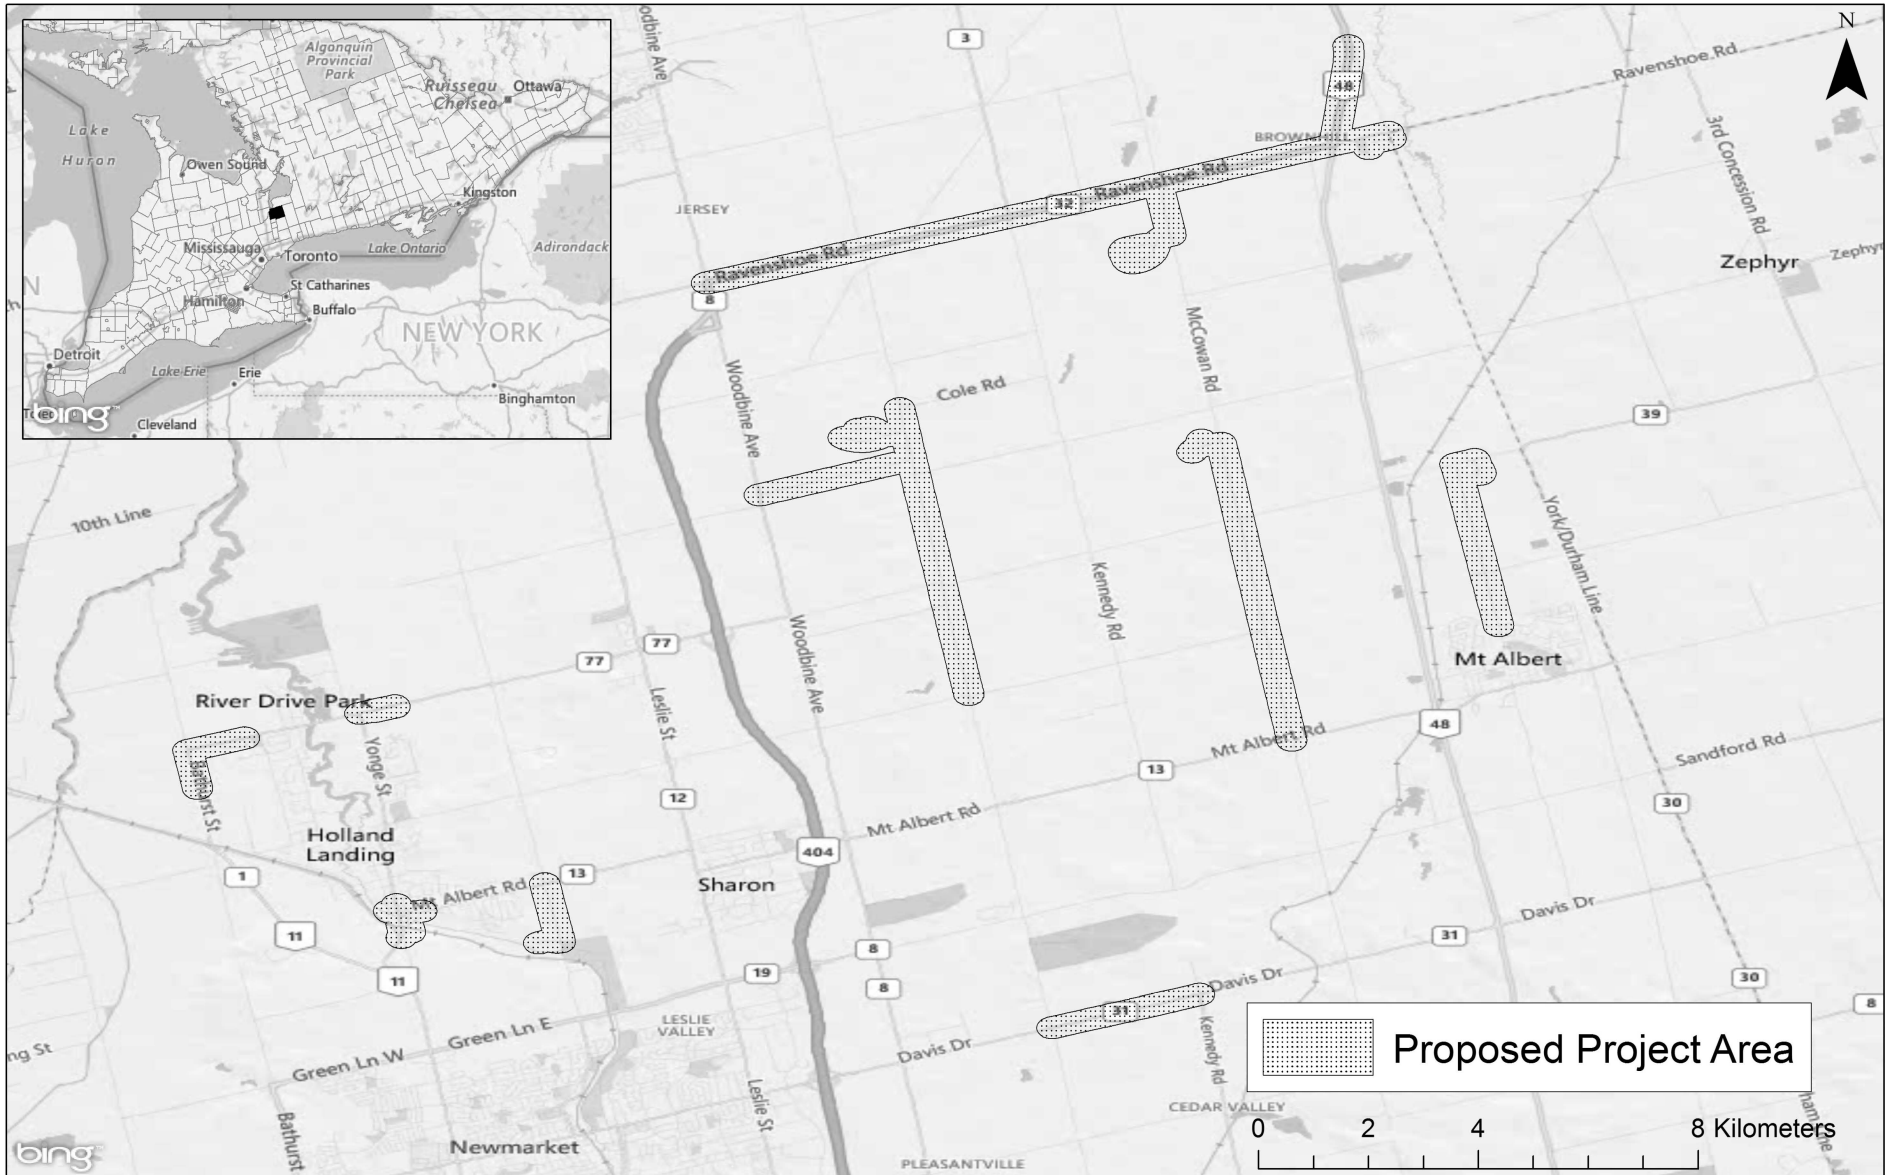 Algonquin
Provincial
Park
Ruisseau
Chelsea
Ottawa
Lake
Huron
Owen Sound
Kingston
Mississauga
Toronto
Lake Ontario
Adirondack
St Catharines
Hamilton
Buffalo
NEW YORK
Detroit
Lake Erie
Erie
Binghamton
bing
Cleveland
N
3
48
Ravenshoe Rd
BROWNHILL
3rd Concession Rd
Ravenshoe Rd
32
JERSEY
Ravenshoe Rd
8
Zephyr
Zephyr
McCowan Rd
Woodbine Ave
Cole Rd
39
10th Line
York/Durham Line
Kennedy Rd
Woodbine Ave
77
77
Mt Albert
River Drive Park
Leslie St
Yonge St
Bathurst St
48
Mt Albert Rd
13
Sandford Rd
12
30
Mt Albert Rd
Holland
Landing
404
1
13
Sharon
Mt Albert Rd
Davis Dr
11
8
31
11
19
8
Davis Dr
30
8
31
LESLIE
VALLEY
Green Ln E
Green Ln W
Davis Dr
Kennedy Rd
Proposed Project Area
Leslie St
CEDAR VALLEY
Bathurst
Newmarket
PLEASANTVILLE
0 2 4 8 Kilometers
bing